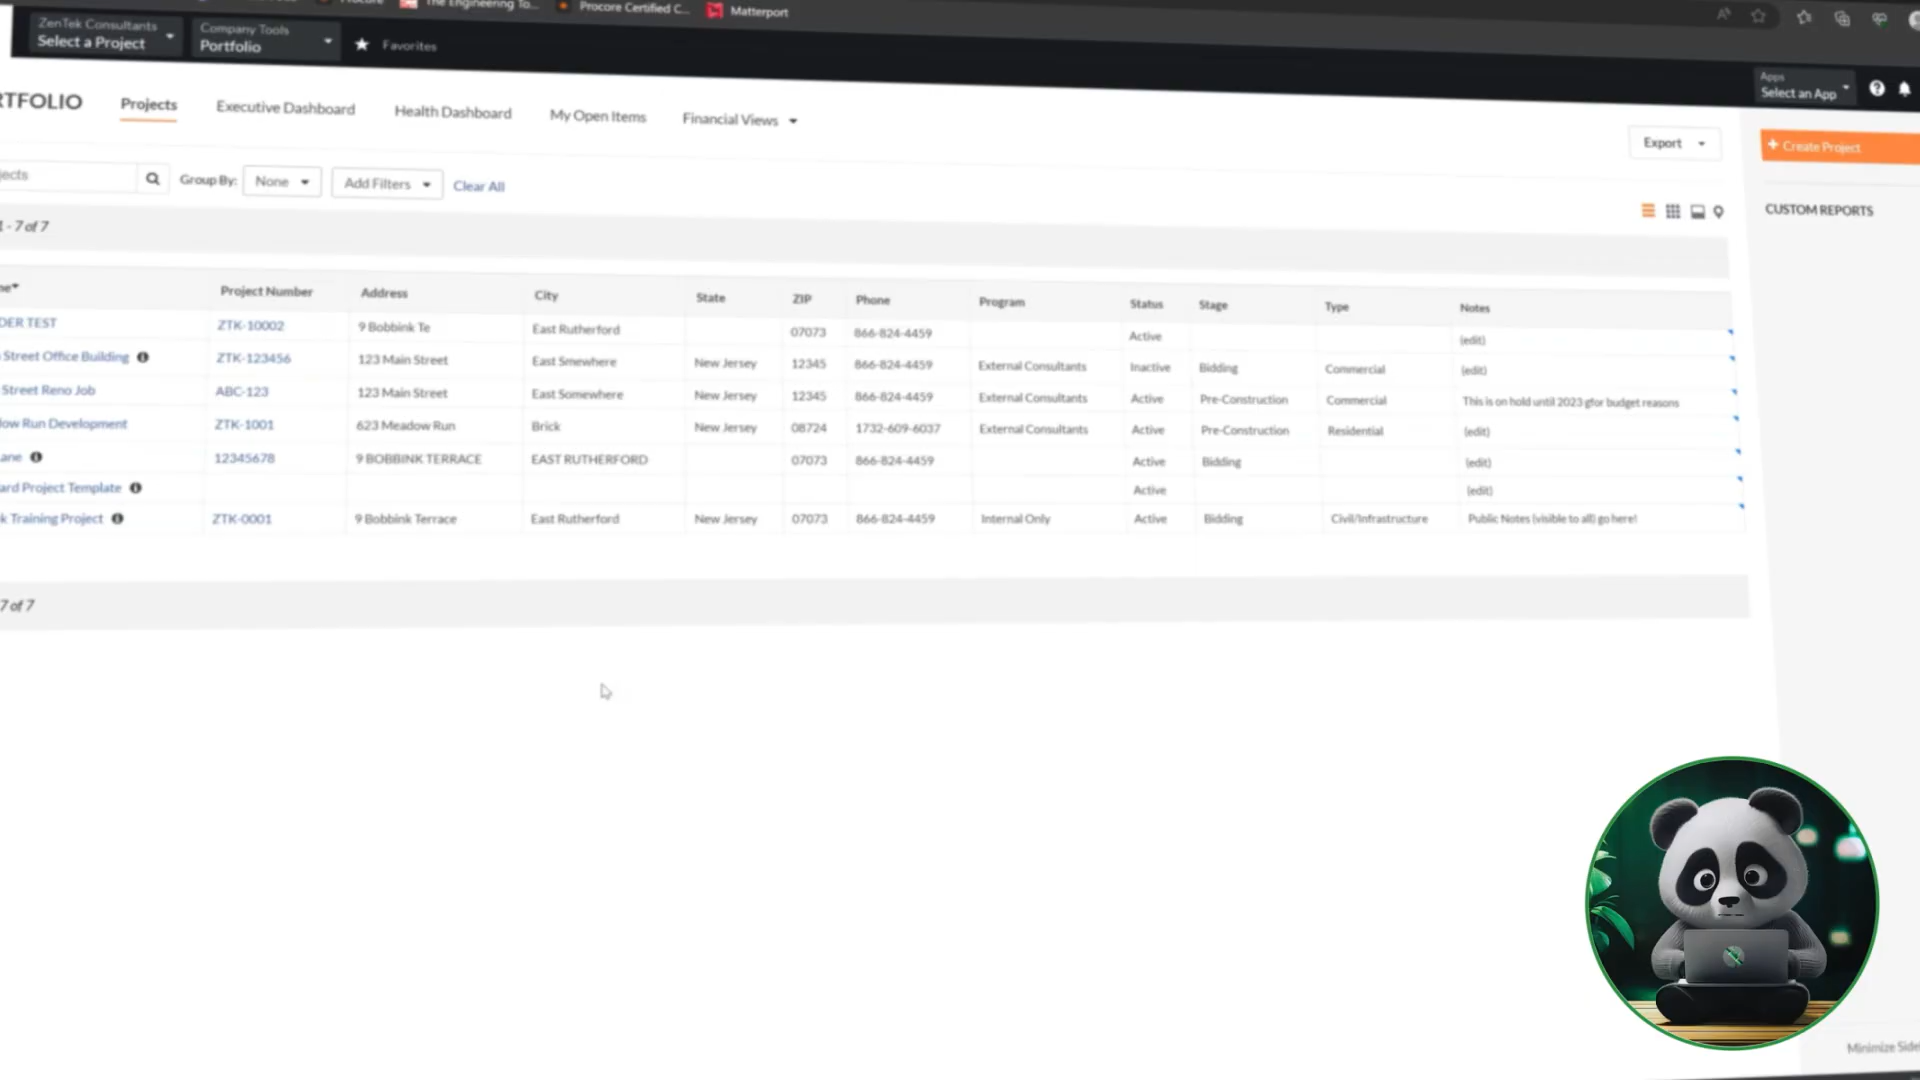 The Engineering To...
Procore Certified C...
Matterport
ZenTek Consultants
Select a Project
Company Tools
Portfolio
Favorites
Apps
Select an App
RTFOLIO
Projects
Executive Dashboard
Health Dashboard
My Open Items
Financial Views
Export
+ Create Project
jects
Group By:
None
Add Filters
Clear All
CUSTOM REPORTS
1 - 7 of 7
me
Project Number
Address
City
State
ZIP
Phone
Program
Status
Stage
Type
Notes
DER TEST
ZTK-10002
9 Bobbink Te
East Rutherford
07073
866-824-4459
Active
(edit)
Street Office Building
ZTK-123456
123 Main Street
East Smewhere
New Jersey
12345
866-824-4459
External Consultants
Inactive
Bidding
Commercial
(edit)
Street Reno Job
ABC-123
123 Main Street
East Somewhere
New Jersey
12345
866-824-4459
External Consultants
Active
Pre-Construction
Commercial
This is on hold until 2023 gfor budget reasons
dow Run Development
ZTK-1001
623 Meadow Run
Brick
New Jersey
08724
1732-609-6037
External Consultants
Active
Pre-Construction
Residential
(edit)
ane
12345678
9 BOBBINK TERRACE
EAST RUTHERFORD
07073
866-824-4459
Active
Bidding
(edit)
ard Project Template
Active
(edit)
k Training Project
ZTK-0001
9 Bobbink Terrace
East Rutherford
New Jersey
07073
866-824-4459
Internal Only
Active
Bidding
Civil/Infrastructure
Public Notes (visible to all) go here!
7 of 7
Minimize Side